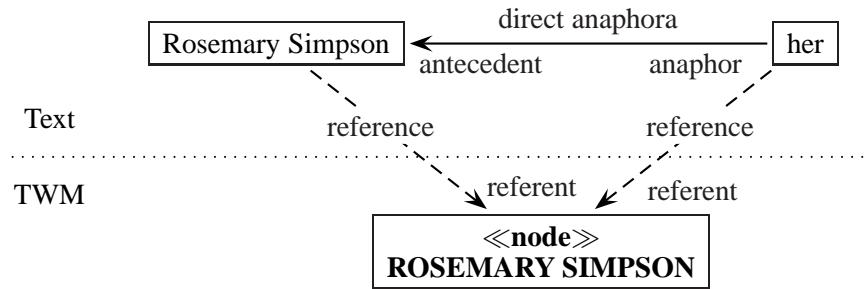 direct anaphora
Rosemary Simpson
her
antecedent
anaphor
Text
reference
reference
TWM
referent
referent
≪node≫
ROSEMARY SIMPSON